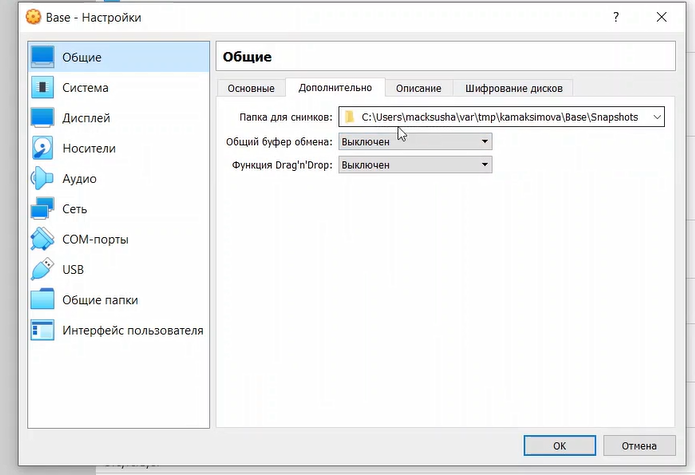 Base - Настройки
?
Общие
Система
Дисплей
Носители
Аудио
Сеть
COM-порты
USB
Общие папки
Интерфейс пользователя
Общие
Основные Дополнительно Описание Шифрование дисков
Папка для снимков: C:\Users\macksusha\var\tmp\kamaksimova\Base\Snapshots
Общий буфер обмена: Выключен
Функция Drag'n'Drop: Выключен
OK Отмена